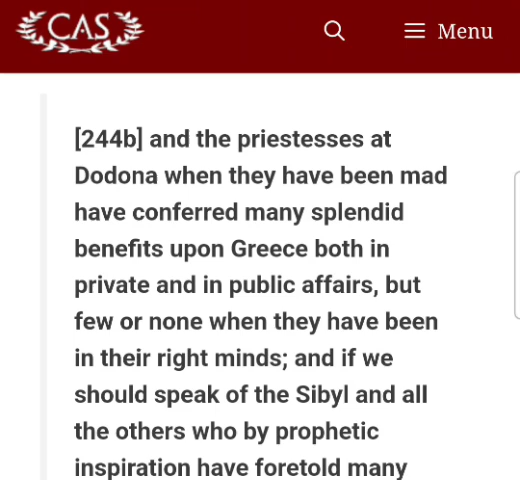 CAS
Menu
[244b] and the priestesses at
Dodona when they have been mad
have conferred many splendid
benefits upon Greece both in
private and in public affairs, but
few or none when they have been
in their right minds; and if we
should speak of the Sibyl and all
the others who by prophetic
inspiration have foretold many